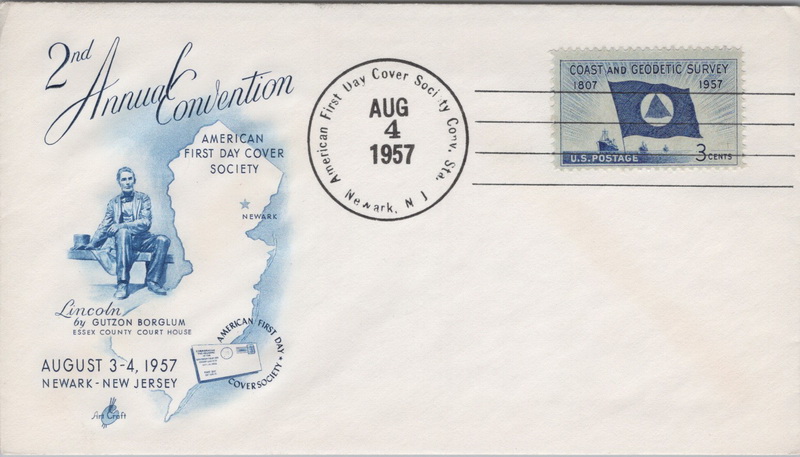 2nd
Annual Convention
AMERICAN
FIRST DAY COVER
SOCIETY
NEWARK
Lincoln
by GUTZON BORGLUM
ESSEX COUNTY COURT HOUSE
AUGUST 3-4, 1957
NEWARK - NEW JERSEY
Art Craft
AMERICAN FIRST DAY
COVER SOCIETY
American First Day Cover Society Conv. Sta.
AUG
4
1957
Newark, N J
COAST AND GEODETIC SURVEY
1807 1957
U.S. POSTAGE 3 CENTS